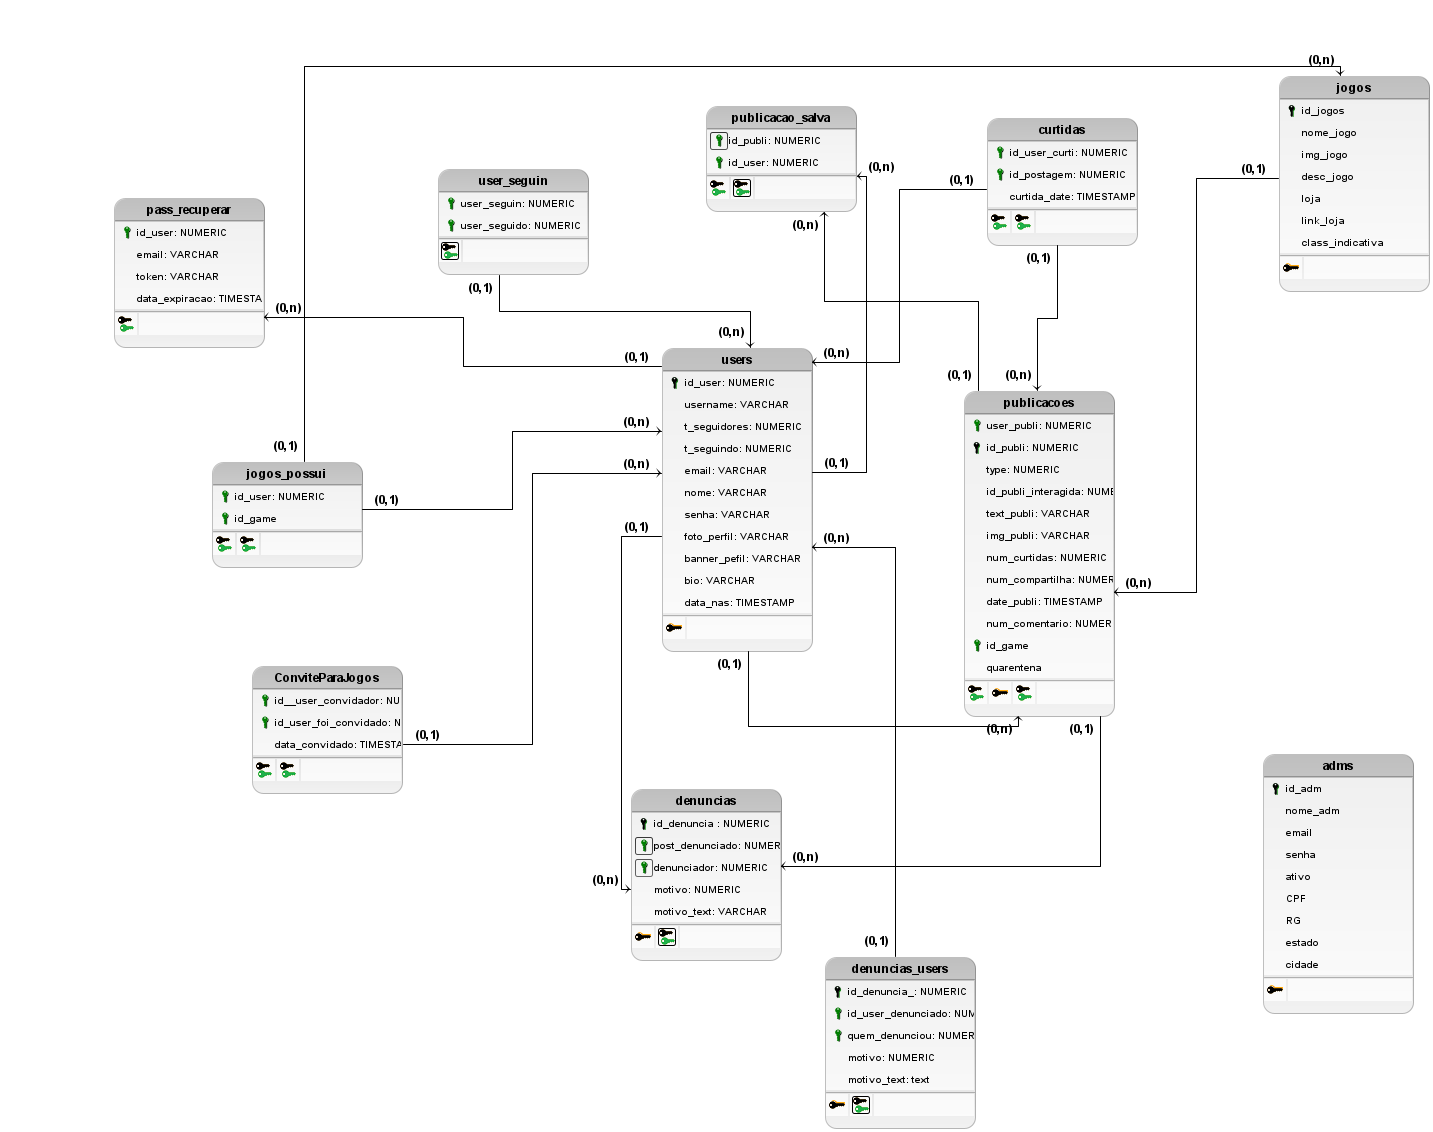 jogos
id_jogos
nome_jogo
img_jogo
desc_jogo
loja
link_loja
class_indicativa
publicacao_salva
id_publi: NUMERIC
id_user: NUMERIC
curtidas
id_user_curti: NUMERIC
id_postagem: NUMERIC
curtida_date: TIMESTAMP
user_seguin
user_seguin: NUMERIC
user_seguido: NUMERIC
pass_recuperar
id_user: NUMERIC
email: VARCHAR
token: VARCHAR
data_expiracao: TIMESTA
users
id_user: NUMERIC
username: VARCHAR
t_seguidores: NUMERIC
t_seguindo: NUMERIC
email: VARCHAR
nome: VARCHAR
senha: VARCHAR
foto_perfil: VARCHAR
banner_pefil: VARCHAR
bio: VARCHAR
data_nas: TIMESTAMP
publicacoes
user_publi: NUMERIC
id_publi: NUMERIC
type: NUMERIC
id_publi_interagida: NUME
text_publi: VARCHAR
img_publi: VARCHAR
num_curtidas: NUMERIC
num_compartilha: NUMER
date_publi: TIMESTAMP
num_comentario: NUMER
id_game
quarentena
jogos_possui
id_user: NUMERIC
id_game
ConviteParaJogos
id__user_convidador: NU
id_user_foi_convidado: N
data_convidado: TIMESTA
denuncias
id_denuncia : NUMERIC
post_denunciado: NUMER
denunciador: NUMERIC
motivo: NUMERIC
motivo_text: VARCHAR
denuncias_users
id_denuncia_: NUMERIC
id_user_denunciado: NUM
quem_denunciou: NUMER
motivo: NUMERIC
motivo_text: text
adms
id_adm
nome_adm
email
senha
ativo
CPF
RG
estado
cidade
(0,n)
(0,n)
(0,1)
(0,1)
(0,n)
(0,1)
(0,1)
(0,n)
(0,n)
(0,n)
(0,1)
(0,1)
(0,n)
(0,n)
(0,1)
(0,n)
(0,1)
(0,n)
(0,1)
(0,1)
(0,n)
(0,n)
(0,1)
(0,n)
(0,1)
(0,1)
(0,n)
(0,n)
(0,n)
(0,1)